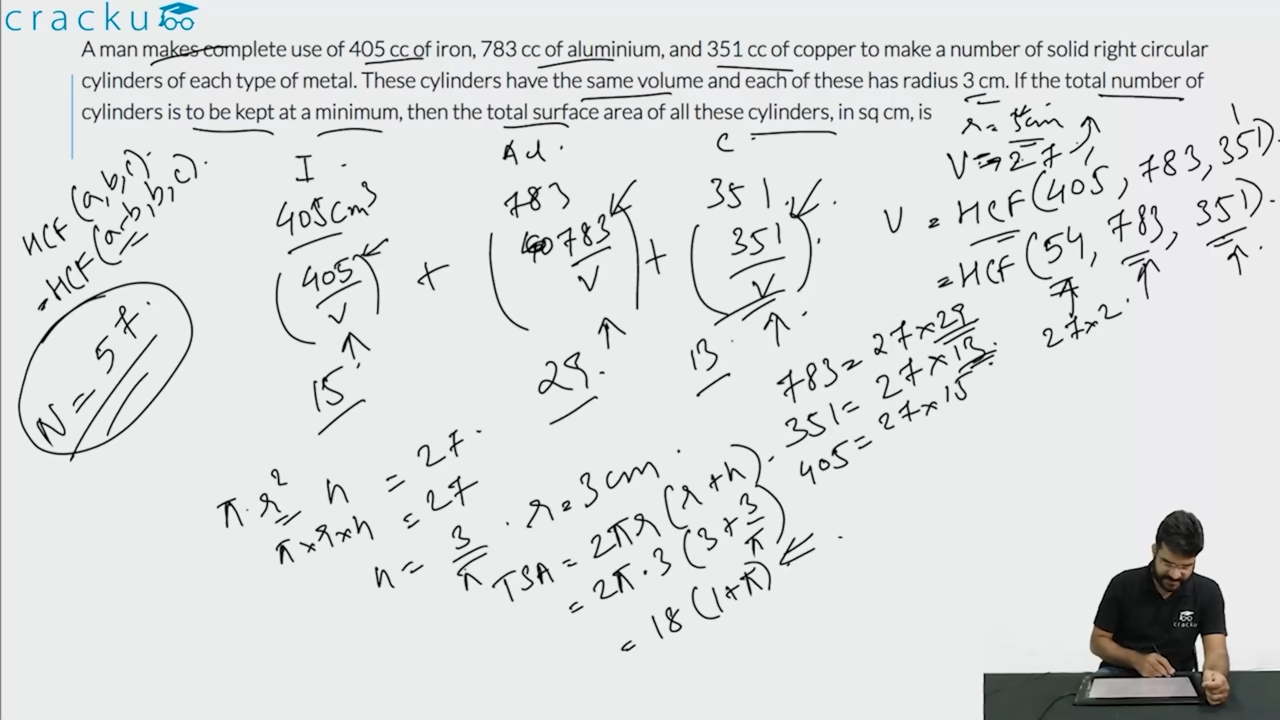 cracku
A man makes complete use of 405 cc of iron, 783 cc of aluminium, and 351 cc of copper to make a number of solid right circular
cylinders of each type of metal. These cylinders have the same volume and each of these has radius 3 cm. If the total number of
cylinders is to be kept at a minimum, then the total surface area of all these cylinders, in sq cm, is
r = 3cm
V = 27
I Al C
405cm³ 783 351
(405/V) + (783/V) + (351/V)
15 29 13
HCF (a,b,c)
= HCF (a-b, b, c)
N = 57
V = HCF (405, 783, 351)
= HCF (54, 783, 351)
27×2
783 = 27×29
351 = 27×13
405 = 27×15
π r² h = 27
π×9×h = 27
h = 3/π . r = 3cm
TSA = 2πr (r+h)
= 2π.3 (3+3/π)
= 18 (1+π)
cracku